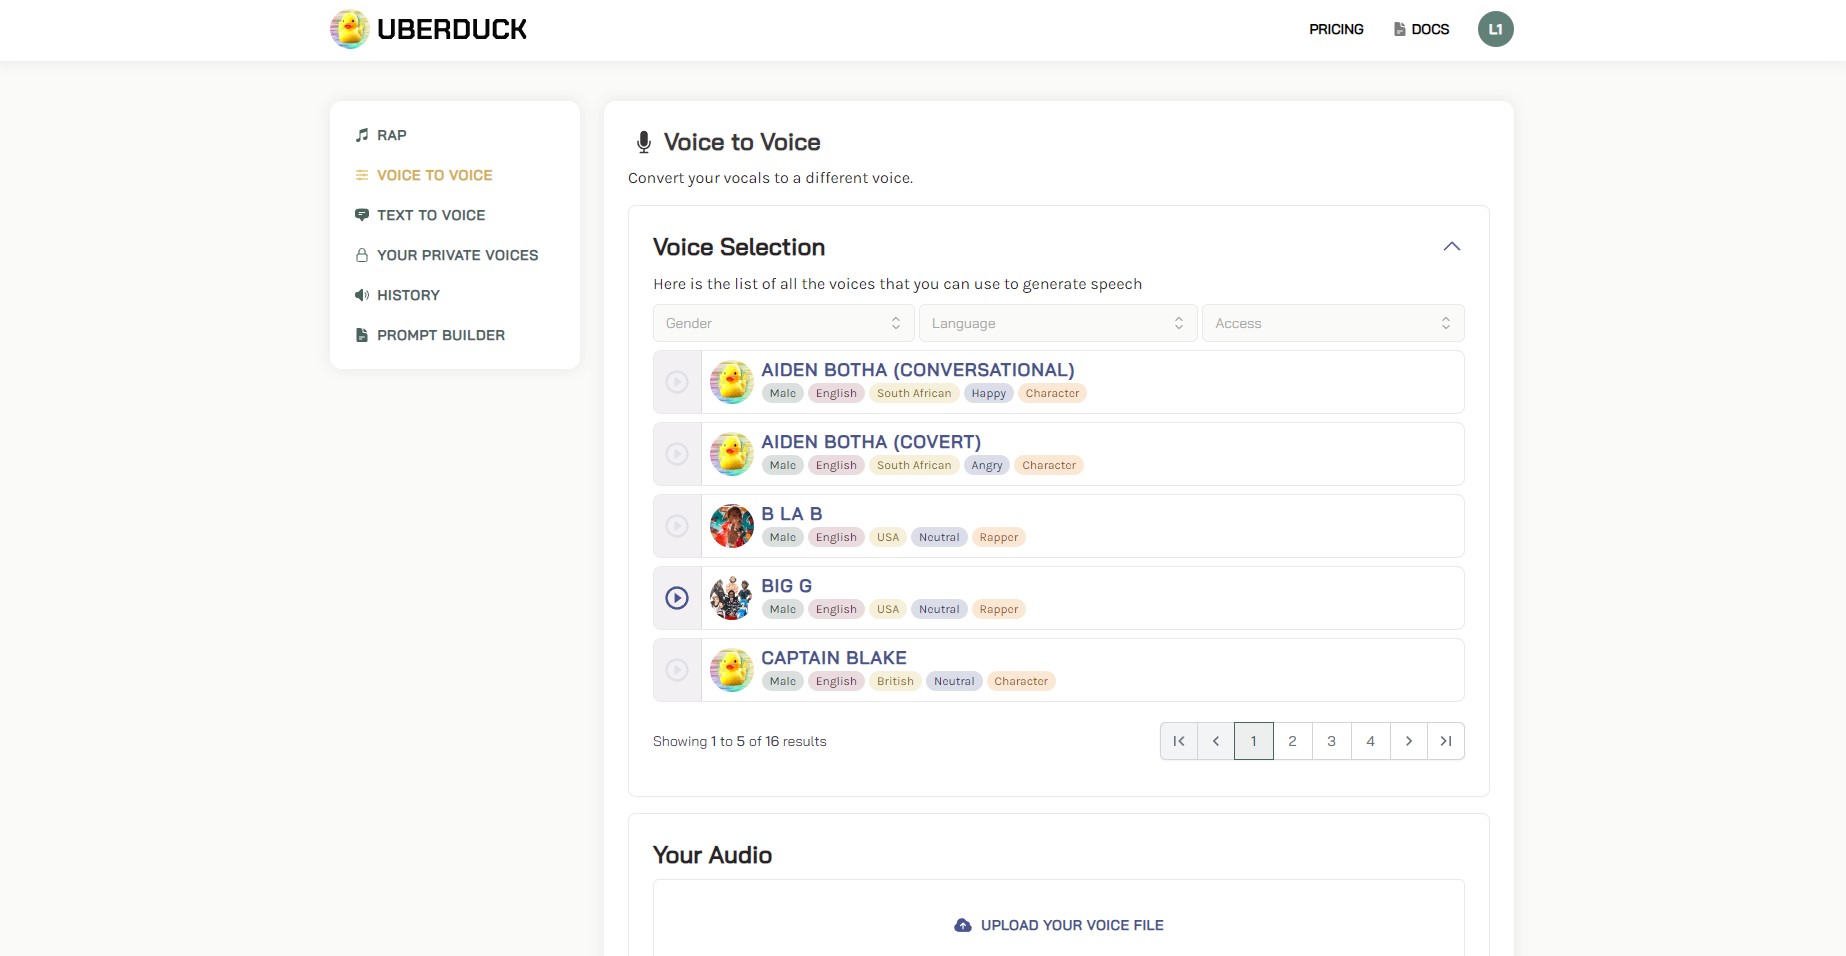 UBERDUCK
PRICING
DOCS
L1
RAP
VOICE TO VOICE
TEXT TO VOICE
YOUR PRIVATE VOICES
HISTORY
PROMPT BUILDER
Voice to Voice
Convert your vocals to a different voice.
Voice Selection
Here is the list of all the voices that you can use to generate speech
Gender
Language
Access
AIDEN BOTHA (CONVERSATIONAL)
Male English South African Happy Character
AIDEN BOTHA (COVERT)
Male English South African Angry Character
B LA B
Male English USA Neutral Rapper
BIG G
Male English USA Neutral Rapper
CAPTAIN BLAKE
Male English British Neutral Character
Showing 1 to 5 of 16 results
1 2 3 4
Your Audio
UPLOAD YOUR VOICE FILE